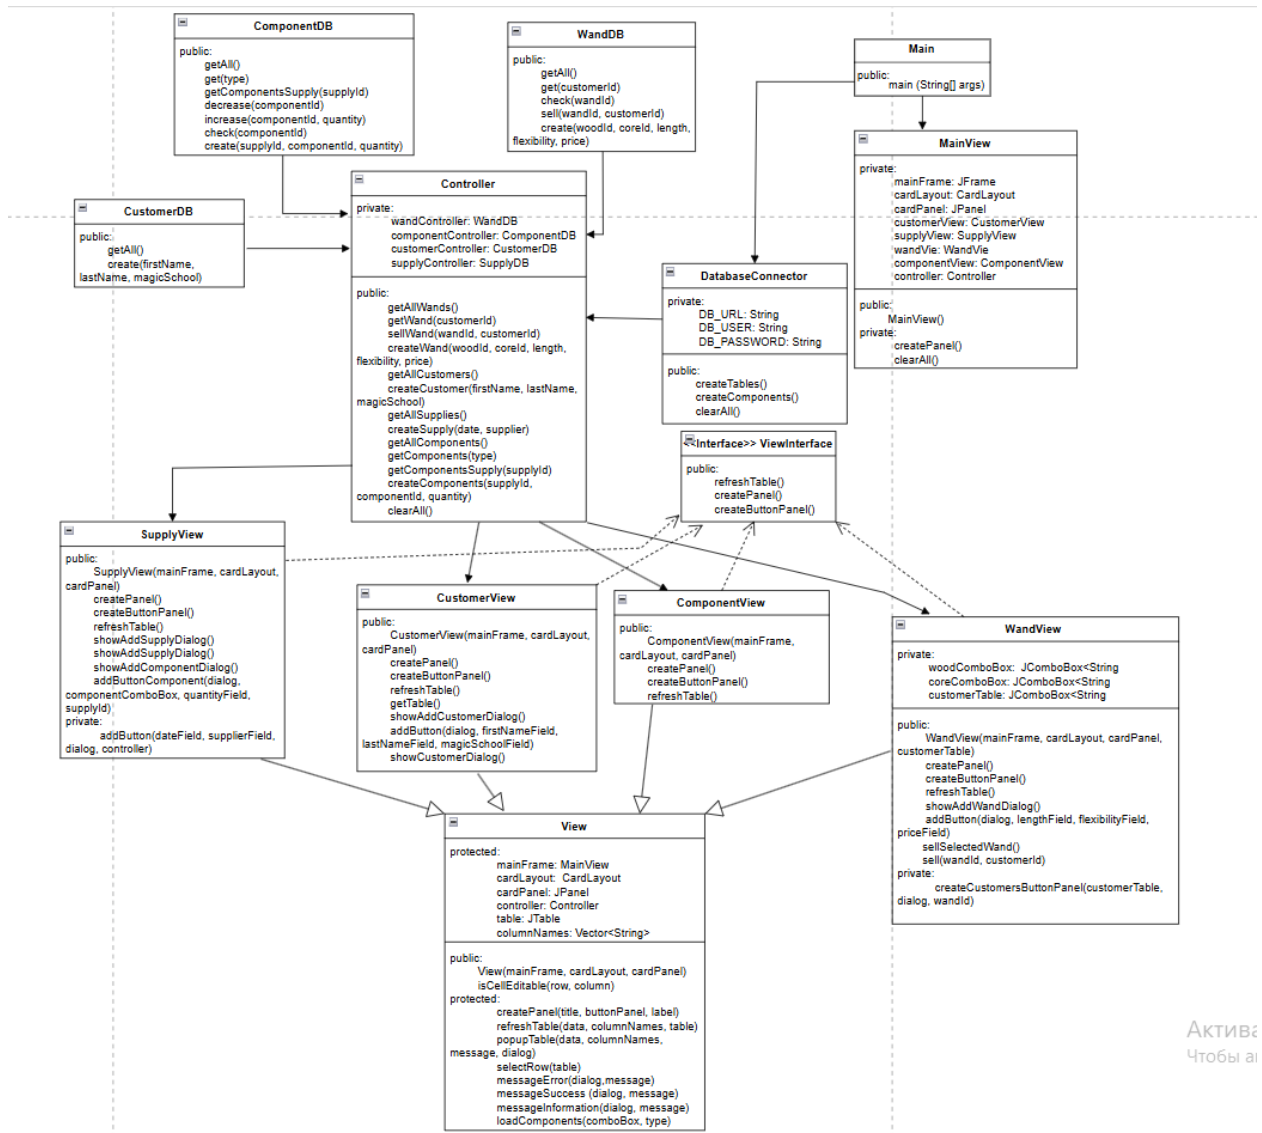 ComponentDB
public:
getAll()
get(type)
getComponentsSupply(supplyId)
decrease(componentId)
increase(componentId, quantity)
check(componentId)
create(supplyId, componentId, quantity)
WandDB
public:
getAll()
get(customerId)
check(wandId)
sell(wandId, customerId)
create(woodId, coreId, length,
flexibility, price)
Main
public:
main (String[] args)
MainView
private:
mainFrame: JFrame
cardLayout: CardLayout
cardPanel: JPanel
customerView: CustomerView
supplyView: SupplyView
wandVie: WandVie
componentView: ComponentView
controller: Controller
public:
MainView()
private:
createPanel()
clearAll()
CustomerDB
public:
getAll()
create(firstName,
lastName, magicSchool)
Controller
private:
wandController: WandDB
componentController: ComponentDB
customerController: CustomerDB
supplyController: SupplyDB
public:
getAllWands()
getWand(customerId)
sellWand(wandId, customerId)
createWand(woodId, coreId, length,
flexibility, price)
getAllCustomers()
createCustomer(firstName, lastName,
magicSchool)
getAllSupplies()
createSupply(date, supplier)
getAllComponents()
getComponents(type)
getComponentsSupply(supplyId)
createComponents(supplyId,
componentId, quantity)
clearAll()
DatabaseConnector
private:
DB_URL: String
DB_USER: String
DB_PASSWORD: String
public:
createTables()
createComponents()
clearAll()
<<Interface>> ViewInterface
public:
refreshTable()
createPanel()
createButtonPanel()
SupplyView
public:
SupplyView(mainFrame, cardLayout,
cardPanel)
createPanel()
createButtonPanel()
refreshTable()
showAddSupplyDialog()
showAddSupplyDialog()
showAddComponentDialog()
addButtonComponent(dialog,
componentComboBox, quantityField,
supplyId)
private:
addButton(dateField, supplierField,
dialog, controller)
CustomerView
public:
CustomerView(mainFrame, cardLayout,
cardPanel)
createPanel()
createButtonPanel()
refreshTable()
getTable()
showAddCustomerDialog()
addButton(dialog, firstNameField,
lastNameField, magicSchoolField)
showCustomerDialog()
ComponentView
public:
ComponentView(mainFrame,
cardLayout, cardPanel)
createPanel()
createButtonPanel()
refreshTable()
WandView
private:
woodComboBox: JComboBox<String
coreComboBox: JComboBox<String
customerTable: JComboBox<String
public:
WandView(mainFrame, cardLayout, cardPanel,
customerTable)
createPanel()
createButtonPanel()
refreshTable()
showAddWandDialog()
addButton(dialog, lengthField, flexibilityField,
priceField)
sellSelectedWand()
sell(wandId, customerId)
private:
createCustomersButtonPanel(customerTable,
dialog, wandId)
View
protected:
mainFrame: MainView
cardLayout: CardLayout
cardPanel: JPanel
controller: Controller
table: JTable
columnNames: Vector<String>
public:
View(mainFrame, cardLayout, cardPanel)
isCellEditable(row, column)
protected:
createPanel(title, buttonPanel, label)
refreshTable(data, columnNames, table)
popupTable(data, columnNames,
message, dialog)
selectRow(table)
messageError(dialog,message)
messageSuccess (dialog, message)
messageInformation(dialog, message)
loadComponents(comboBox, type)
Актива
Чтобы а